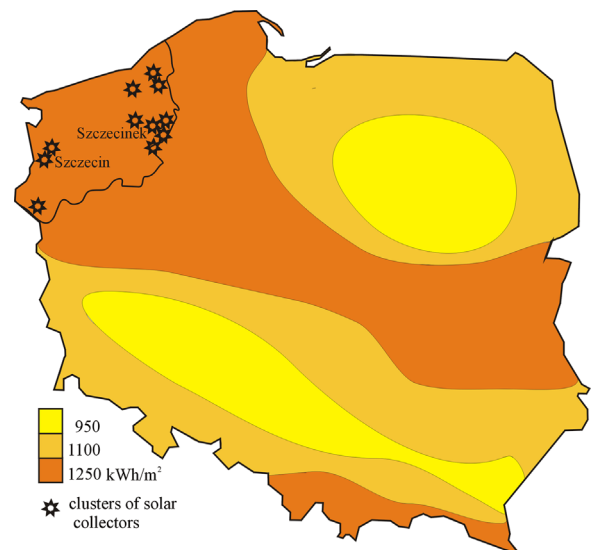 Szczecinek
Szczecin
950
1100
1250 kWh/m²
clusters of solar
collectors